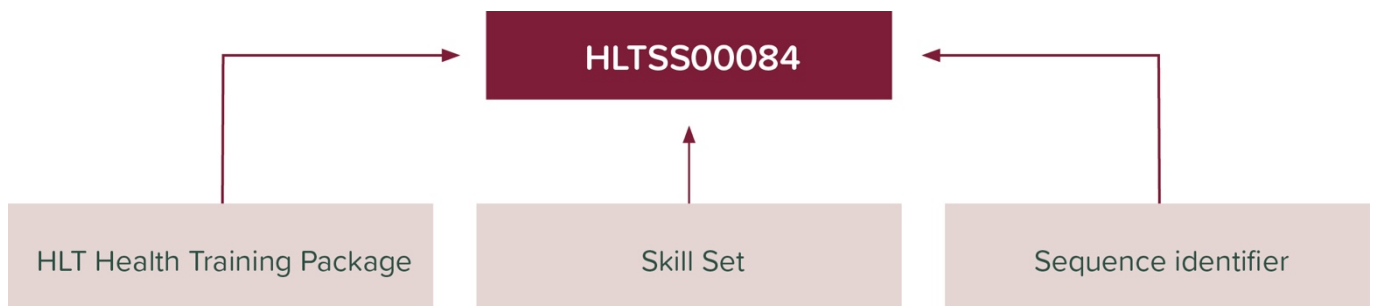 HLTSS00084
HLT Health Training Package
Skill Set
Sequence identifier